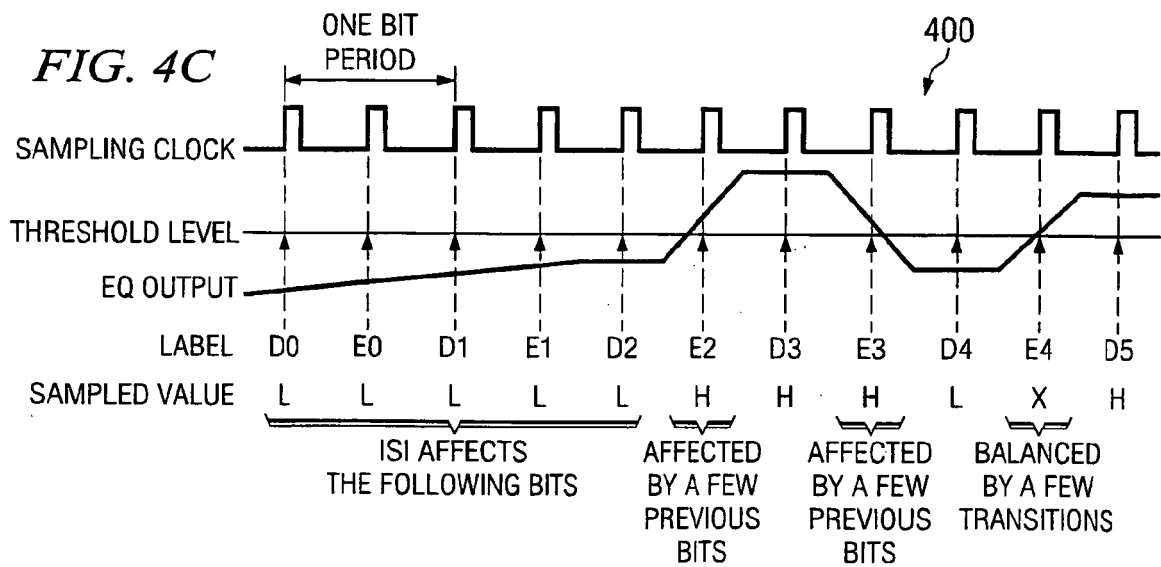 FIG. 4C
ONE BIT
PERIOD
400
SAMPLING CLOCK
THRESHOLD LEVEL
EQ OUTPUT
LABEL D0 E0 D1 E1 D2 E2 D3 E3 D4 E4 D5
SAMPLED VALUE L L L L L H H H L X H
ISI AFFECTS
THE FOLLOWING BITS
AFFECTED
BY A FEW
PREVIOUS
BITS
AFFECTED
BY A FEW
PREVIOUS
BITS
BALANCED
BY A FEW
TRANSITIONS